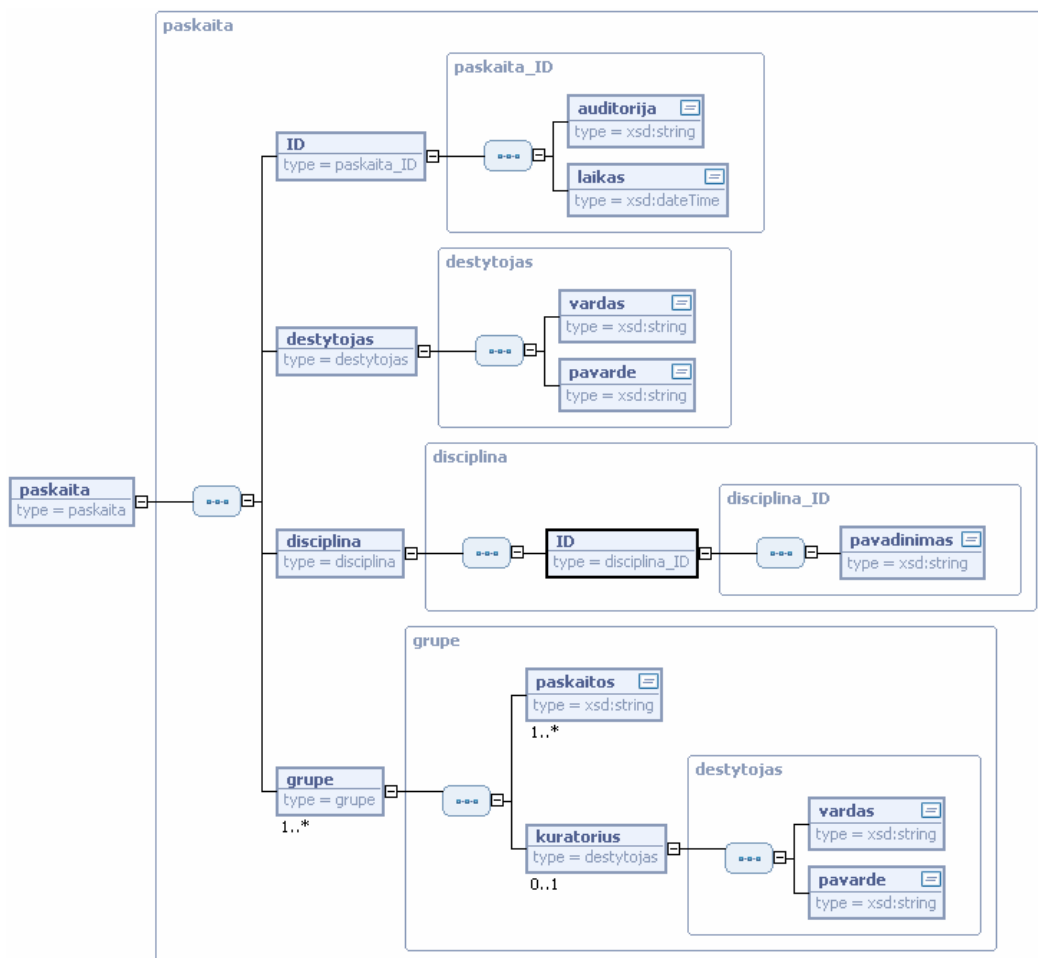 paskaita
paskaita_ID
auditorija
type = xsd:string
ID
type = paskaita_ID
laikas
type = xsd:dateTime
destytojas
vardas
type = xsd:string
destytojas
type = destytojas
pavarde
type = xsd:string
disciplina
paskaita
type = paskaita
disciplina_ID
disciplina
type = disciplina
ID
type = disciplina_ID
pavadinimas
type = xsd:string
grupe
paskaitos
type = xsd:string
1..*
destytojas
grupe
type = grupe
1..*
vardas
type = xsd:string
kuratorius
type = destytojas
0..1
pavarde
type = xsd:string